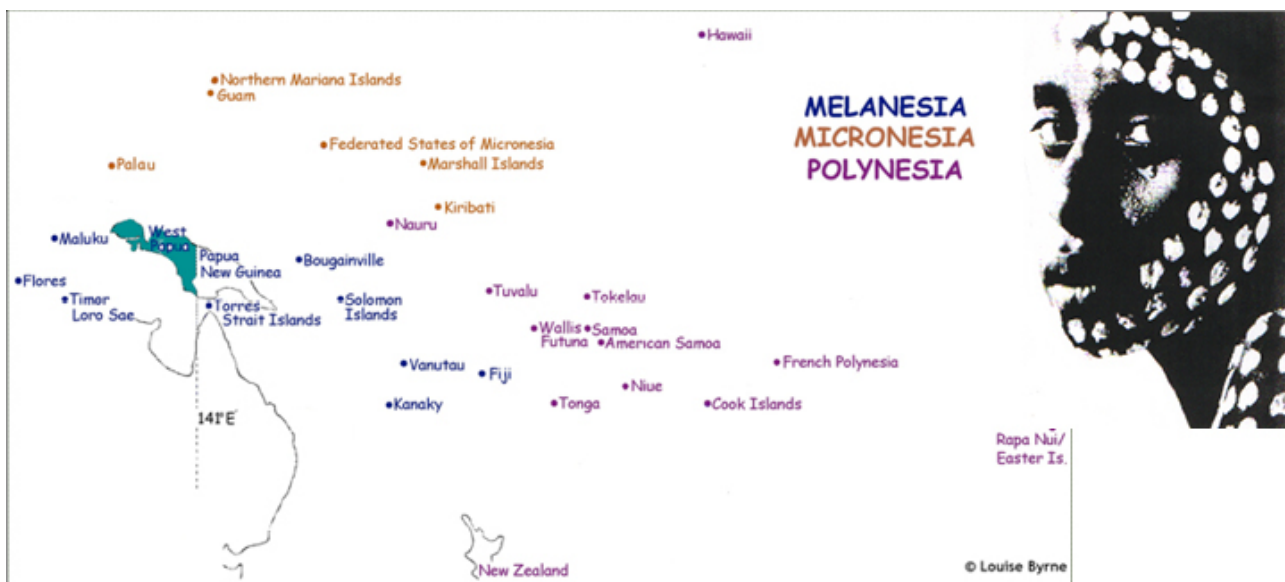 Hawaii
Northern Mariana Islands
Guam
MELANESIA
MICRONESIA
POLYNESIA
Federated States of Micronesia
Palau
Marshall Islands
Kiribati
Nauru
Maluku
West
Papua
Papua
New Guinea
Bougainville
Flores
Timor
Loro Sae
Torres
Strait Islands
Solomon
Islands
Tuvalu
Tokelau
Wallis
Futuna
Samoa
American Samoa
Vanutau
Fiji
French Polynesia
Niue
Kanaky
Tonga
Cook Islands
141°E
Rapa Nui/
Easter Is.
New Zealand
© Louise Byrne